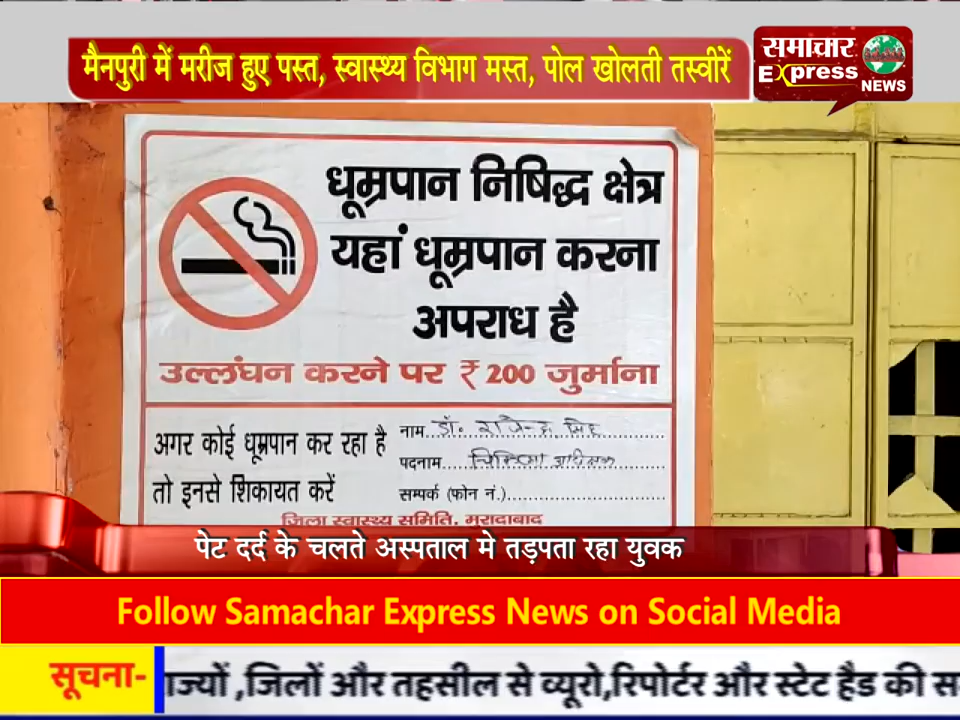 मैनपुरी में मरीज हुए पस्त, स्वास्थ्य विभाग मस्त, पोल खोलती तस्वीरें
समाचार
Express
NEWS
धूम्रपान निषिद्ध क्षेत्र
यहां धूम्रपान करना
अपराध है
उल्लंघन करने पर ₹ 200 जुर्माना
अगर कोई धूम्रपान कर रहा है
तो इनसे शिकायत करें
नाम डॉ. राजेन्द्र सिंह
पदनाम
सम्पर्क (फोन नं.)
जिला स्वास्थ्य समिति, मुरादाबाद
पेट दर्द के चलते अस्पताल मे तड़पता रहा युवक
Follow Samachar Express News on Social Media
सूचना- ाज्यों ,जिलों और तहसील से व्यूरो,रिपोर्टर और स्टेट हैड की